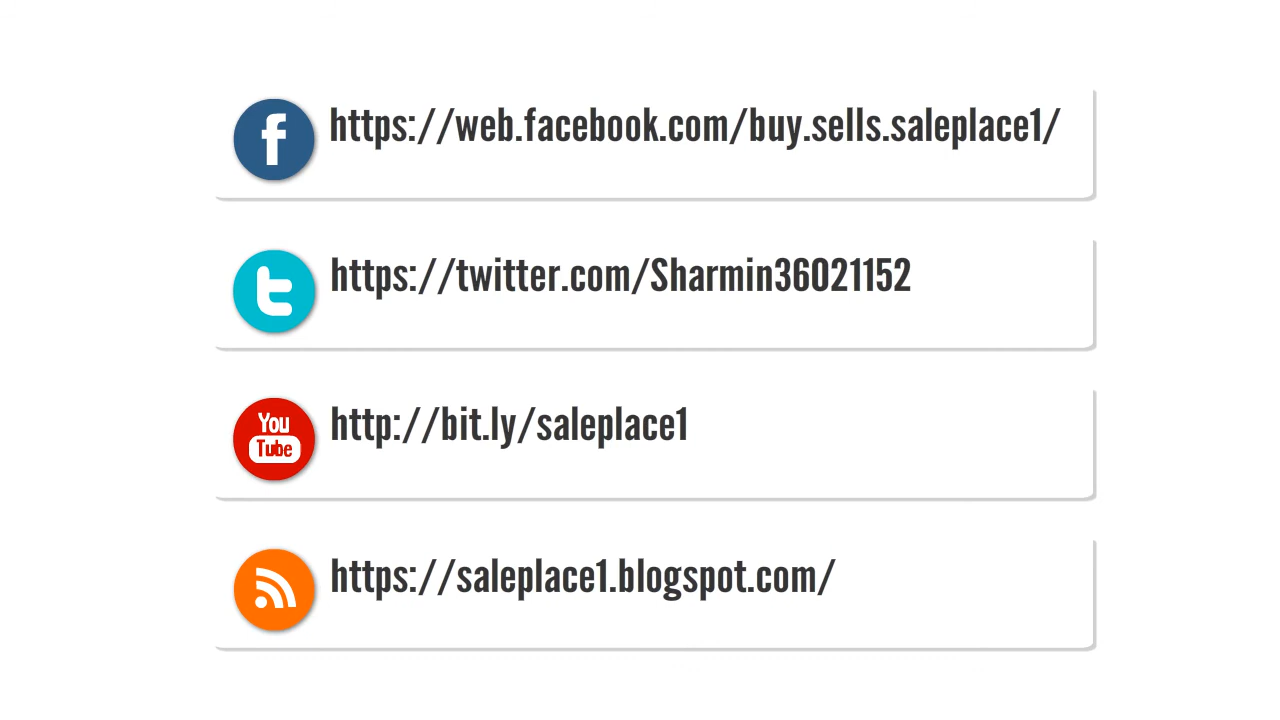 https://web.facebook.com/buy.sells.saleplace1/
https://twitter.com/Sharmin36021152
You
Tube
http://bit.ly/saleplace1
https://saleplace1.blogspot.com/